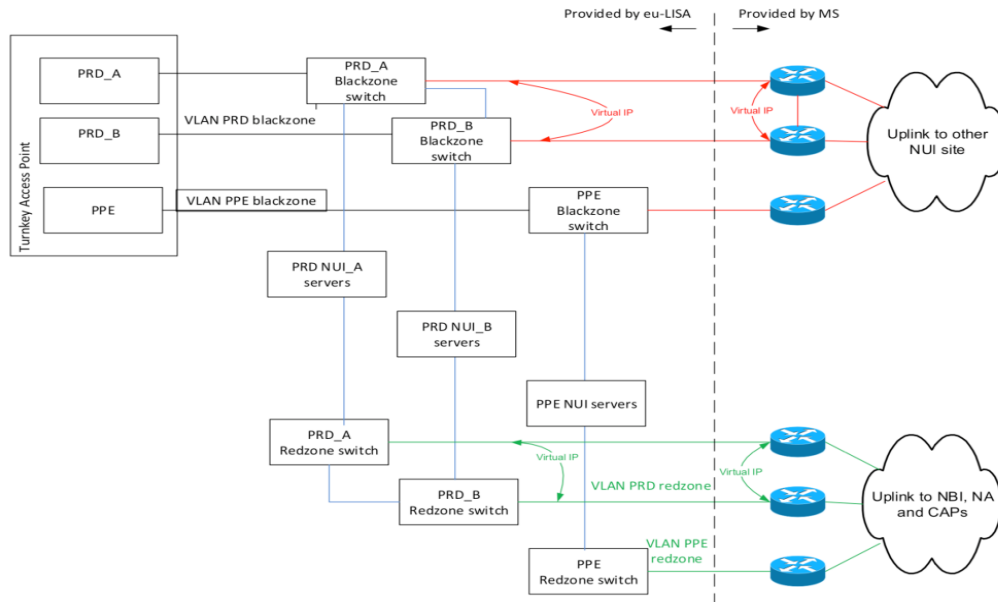 Provided by eu-LISA
Provided by MS
Turnkey Access Point
PRD_A
PRD_B
PPE
VLAN PRD blackzone
VLAN PPE blackzone
PRD_A
Blackzone
switch
PRD_B
Blackzone
switch
PPE
Blackzone
switch
Virtual IP
Virtual IP
Uplink to other
NUI site
PRD NUI_A
servers
PRD NUI_B
servers
PPE NUI servers
PRD_A
Redzone switch
PRD_B
Redzone switch
PPE
Redzone switch
Virtual IP
Virtual IP
VLAN PRD redzone
VLAN PPE
redzone
Uplink to NBI, NA
and CAPs